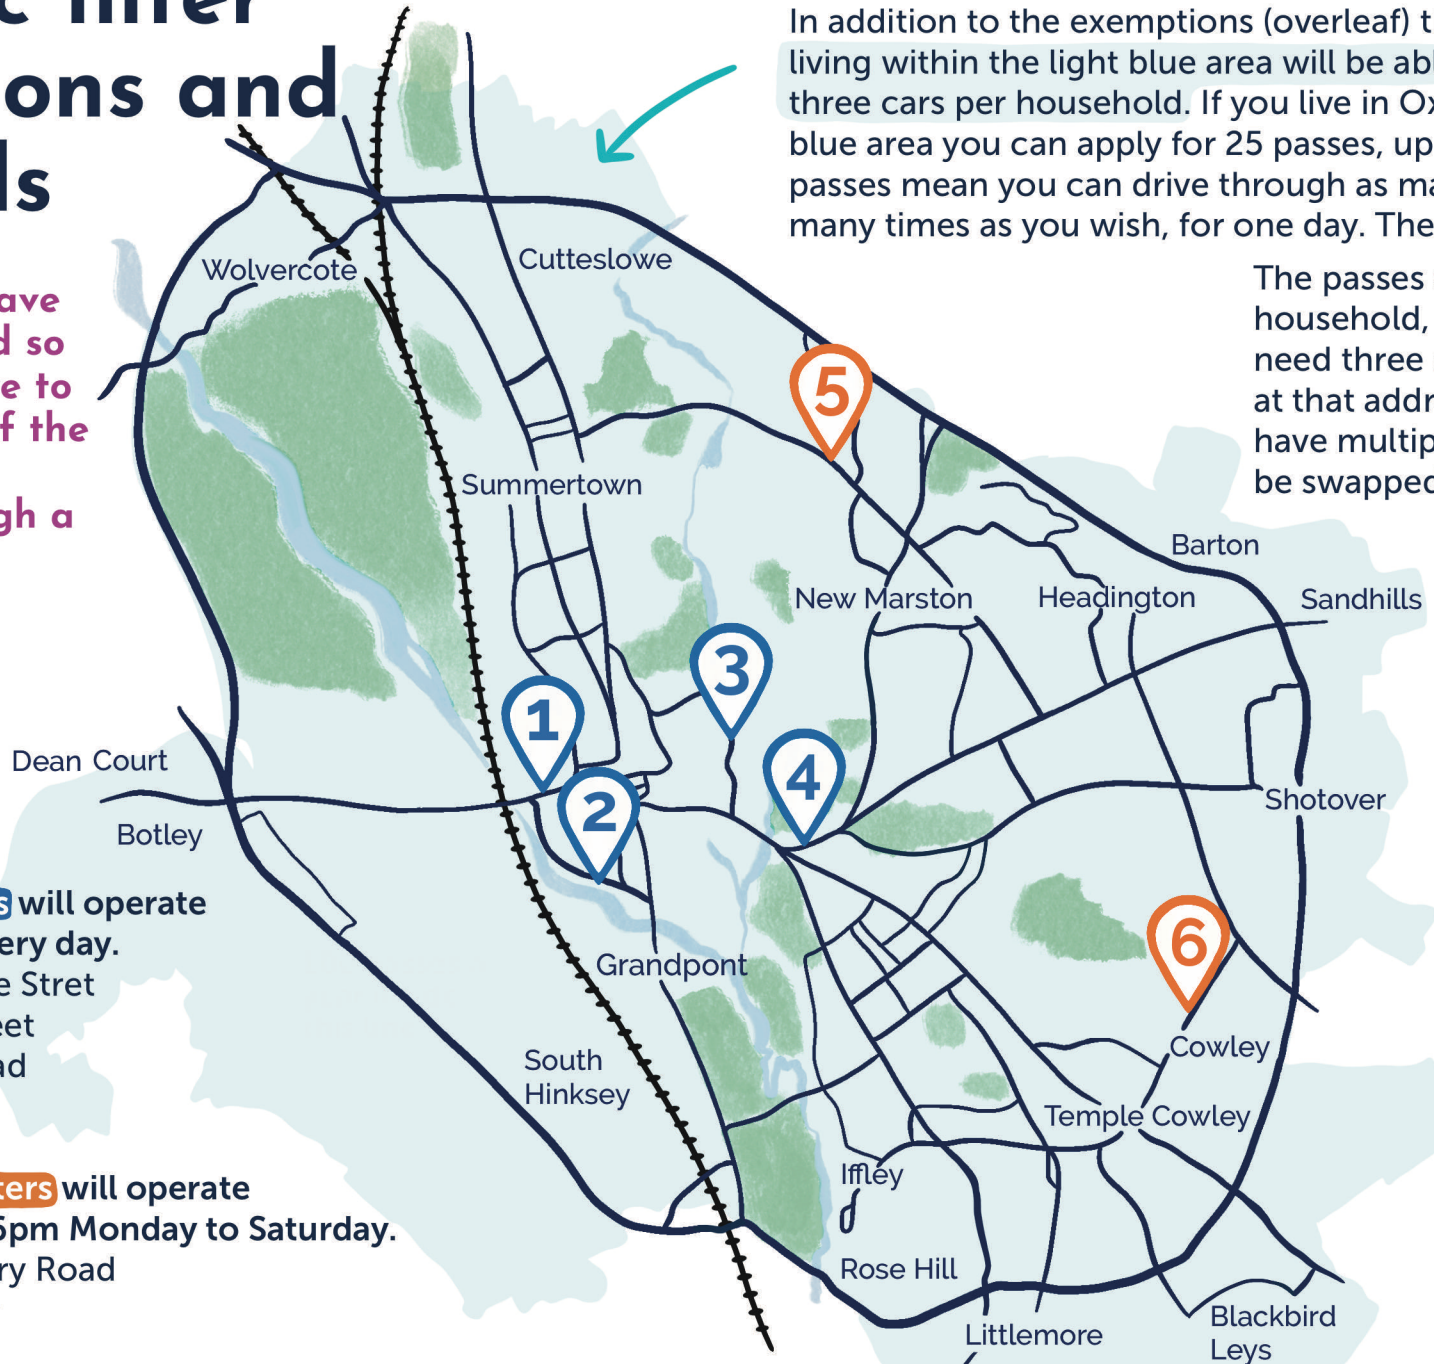 ons and
ls
In addition to the exemptions (overleaf) t
living within the light blue area will be abl
three cars per household. If you live in Ox
blue area you can apply for 25 passes, up
passes mean you can drive through as ma
many times as you wish, for one day. The
The passes
household,
need three
at that addr
have multip
be swapped
ave
d so
e to
f the
gh a
Wolvercote
Cutteslowe
5
Summertown
Barton
New Marston
Headington
Sandhills
3
1
4
2
Dean Court
Botley
Shotover
s will operate
ery day.
e Stret
eet
ad
6
Grandpont
South
Hinksey
Cowley
Temple Cowley
Iffley
ters will operate
6pm Monday to Saturday.
ry Road
Rose Hill
Littlemore
Blackbird
Leys